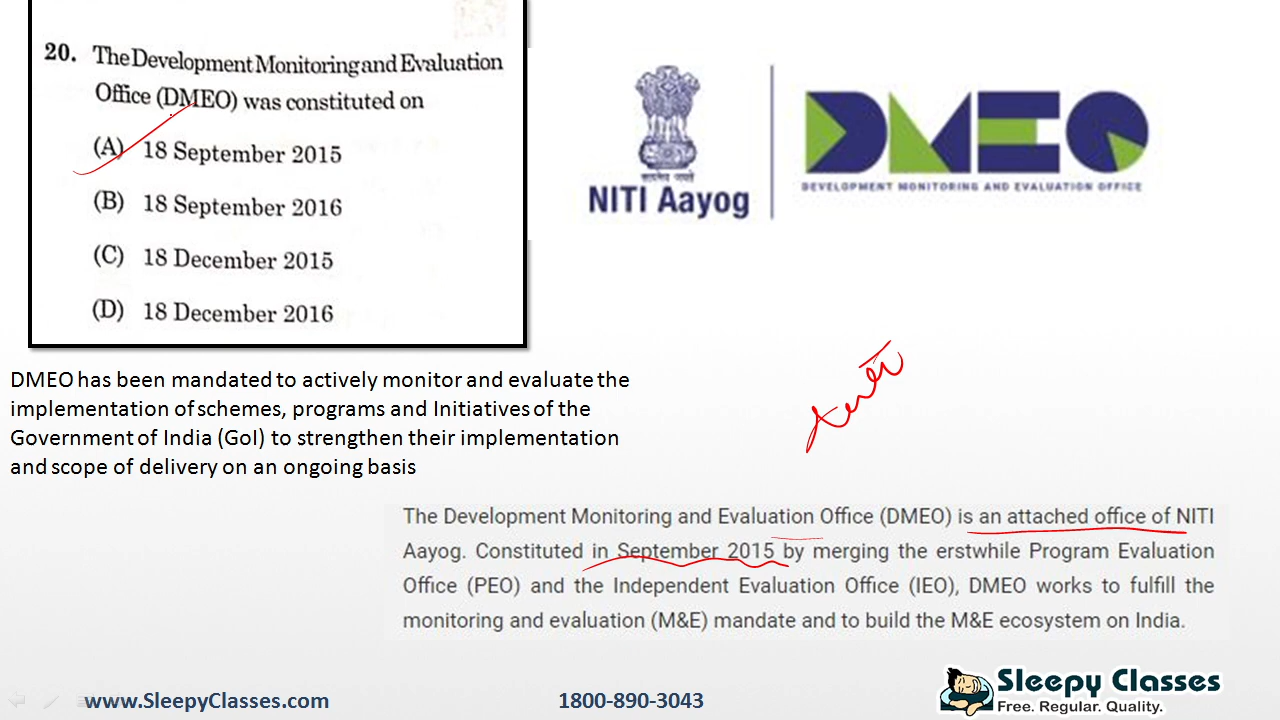 20. The Development Monitoring and Evaluation
Office (DMEO) was constituted on
(A) 18 September 2015
(B) 18 September 2016
(C) 18 December 2015
(D) 18 December 2016
सत्यमेव जयते
NITI Aayog
DMEO
DEVELOPMENT MONITORING AND EVALUATION OFFICE
DMEO has been mandated to actively monitor and evaluate the
implementation of schemes, programs and Initiatives of the
Government of India (GoI) to strengthen their implementation
and scope of delivery on an ongoing basis
The Development Monitoring and Evaluation Office (DMEO) is an attached office of NITI
Aayog. Constituted in September 2015 by merging the erstwhile Program Evaluation
Office (PEO) and the Independent Evaluation Office (IEO), DMEO works to fulfill the
monitoring and evaluation (M&E) mandate and to build the M&E ecosystem on India.
www.SleepyClasses.com
1800-890-3043
Sleepy Classes
Free. Regular. Quality.